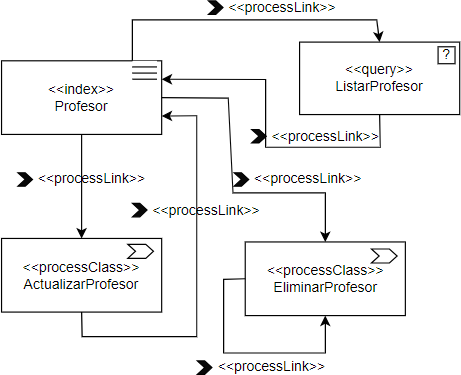 <<processLink>>
<<query>>
ListarProfesor
?
<<index>>
Profesor
<<processLink>>
<<processLink>>
<<processLink>>
<<processLink>>
<<processClass>>
ActualizarProfesor
<<processClass>>
EliminarProfesor
<<processLink>>